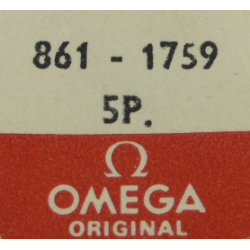 861 - 1759
5P.
Ω
OMEGA
ORIGINAL